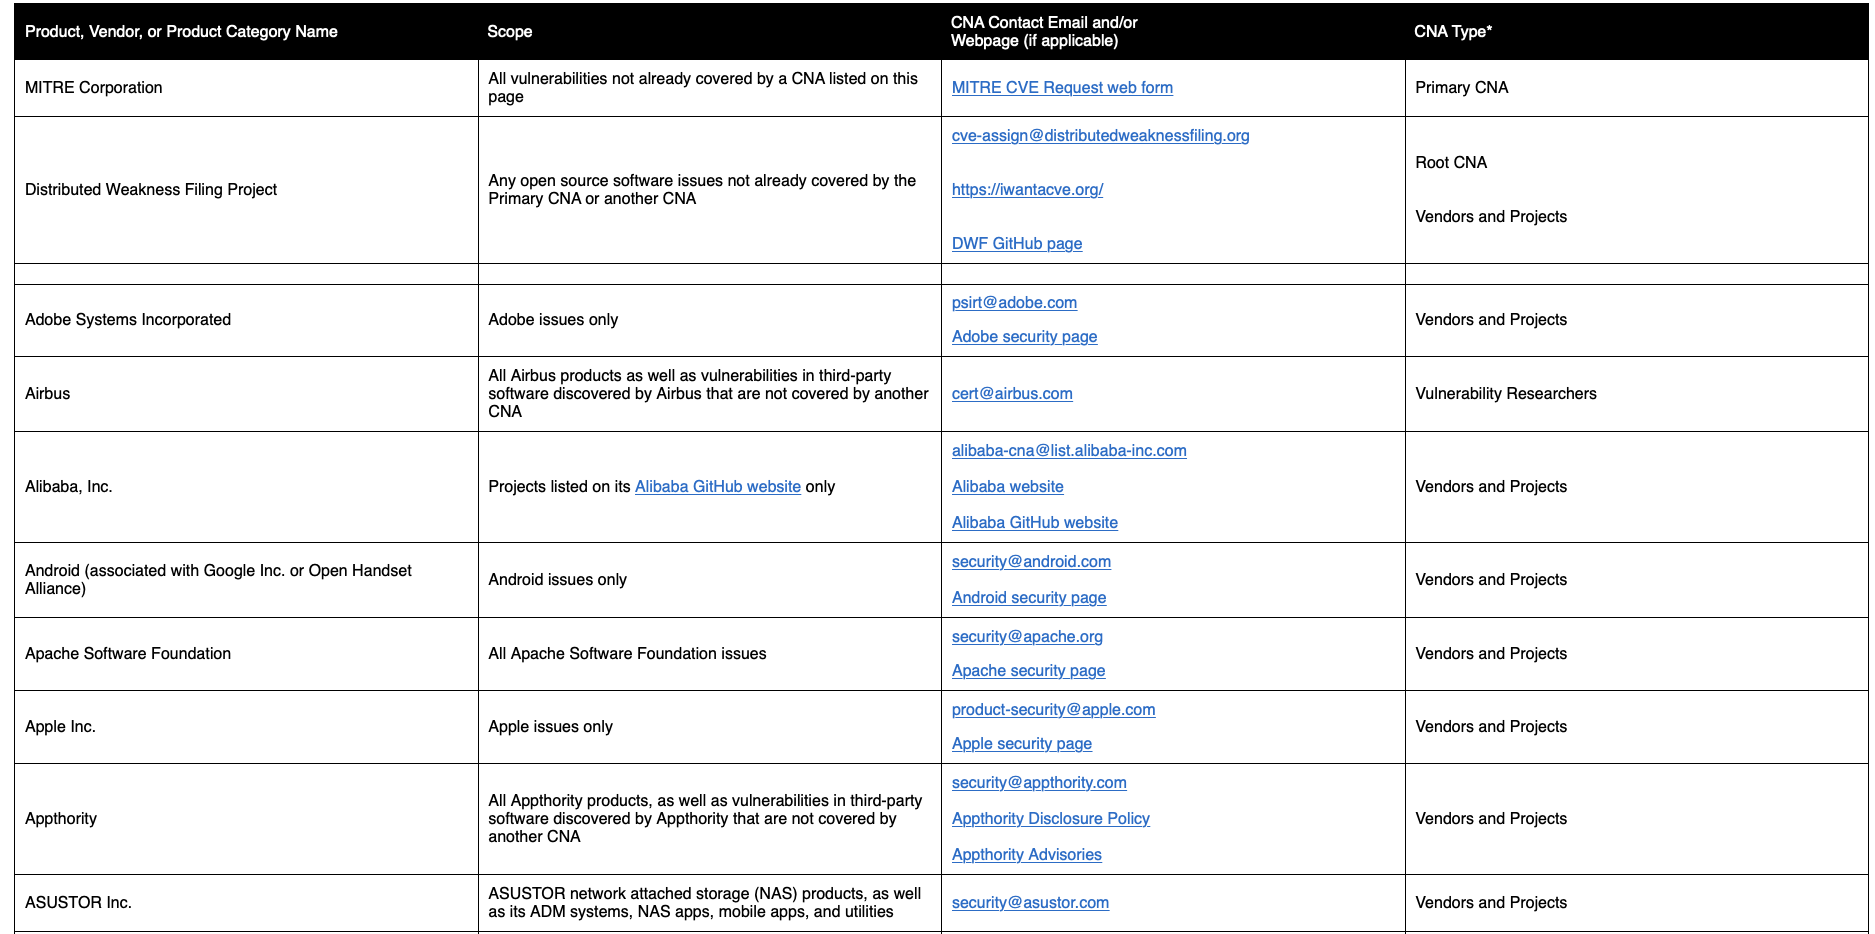 Product, Vendor, or Product Category Name
Scope
CNA Contact Email and/or
Webpage (if applicable)
CNA Type*
MITRE Corporation
All vulnerabilities not already covered by a CNA listed on this
page
MITRE CVE Request web form
Primary CNA
Distributed Weakness Filing Project
Any open source software issues not already covered by the
Primary CNA or another CNA
cve-assign@distributedweaknessfiling.org
https://iwantacve.org/
DWF GitHub page
Root CNA
Vendors and Projects
Adobe Systems Incorporated
Adobe issues only
psirt@adobe.com
Adobe security page
Vendors and Projects
Airbus
All Airbus products as well as vulnerabilities in third-party
software discovered by Airbus that are not covered by another
CNA
cert@airbus.com
Vulnerability Researchers
Alibaba, Inc.
Projects listed on its Alibaba GitHub website only
alibaba-cna@list.alibaba-inc.com
Alibaba website
Alibaba GitHub website
Vendors and Projects
Android (associated with Google Inc. or Open Handset
Alliance)
Android issues only
security@android.com
Android security page
Vendors and Projects
Apache Software Foundation
All Apache Software Foundation issues
security@apache.org
Apache security page
Vendors and Projects
Apple Inc.
Apple issues only
product-security@apple.com
Apple security page
Vendors and Projects
Appthority
All Appthority products, as well as vulnerabilities in third-party
software discovered by Appthority that are not covered by
another CNA
security@appthority.com
Appthority Disclosure Policy
Appthority Advisories
Vendors and Projects
ASUSTOR Inc.
ASUSTOR network attached storage (NAS) products, as well
as its ADM systems, NAS apps, mobile apps, and utilities
security@asustor.com
Vendors and Projects